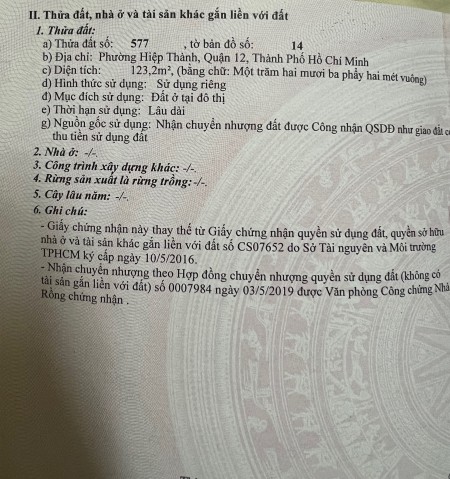 II. Thửa đất, nhà ở và tài sản khác gắn liền với đất
1. Thửa đất:
a) Thửa đất số: 577 , tờ bản đồ số: 14
b) Địa chỉ: Phường Hiệp Thành, Quận 12, Thành Phố Hồ Chí Minh
c) Diện tích: 123,2m², (bằng chữ: Một trăm hai mươi ba phẩy hai mét vuông)
d) Hình thức sử dụng: Sử dụng riêng
đ) Mục đích sử dụng: Đất ở tại đô thị
e) Thời hạn sử dụng: Lâu dài
g) Nguồn gốc sử dụng: Nhận chuyển nhượng đất được Công nhận QSDĐ như giao đất
thu tiền sử dụng đất
2. Nhà ở: -/-.
3. Công trình xây dựng khác: -/-.
4. Rừng sản xuất là rừng trồng: -/-.
5. Cây lâu năm: -/-.
6. Ghi chú:
- Giấy chứng nhận này thay thế từ Giấy chứng nhận quyền sử dụng đất, quyền sở hữu
nhà ở và tài sản khác gắn liền với đất số CS07652 do Sở Tài nguyên và Môi trường
TPHCM ký cấp ngày 10/5/2016.
- Nhận chuyển nhượng theo Hợp đồng chuyển nhượng quyền sử dụng đất (không có
tài sản gắn liền với đất) số 0007984 ngày 03/5/2019 được Văn phòng Công chứng Nhà
Rồng chứng nhận .